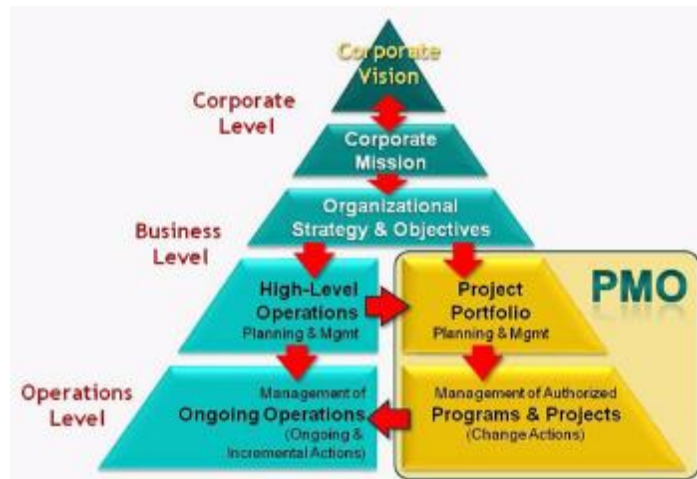 Corporate
Vision
Corporate
Level
Corporate
Mission
Organizational
Strategy & Objectives
Business
Level
High-Level
Operations
Planning & Mgmt
Project
Portfolio
Planning & Mgmt
PMO
Operations
Level
Management of
Ongoing Operations
(Ongoing &
Incremental Actions)
Management of Authorized
Programs & Projects
(Change Actions)